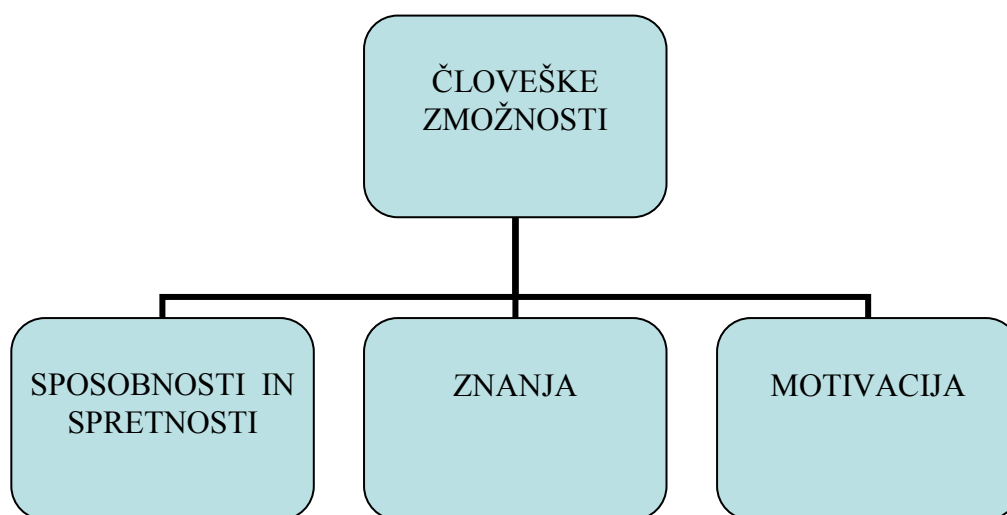 ČLOVEŠKE
ZMOŽNOSTI
SPOSOBNOSTI IN
SPRETNOSTI
ZNANJA
MOTIVACIJA